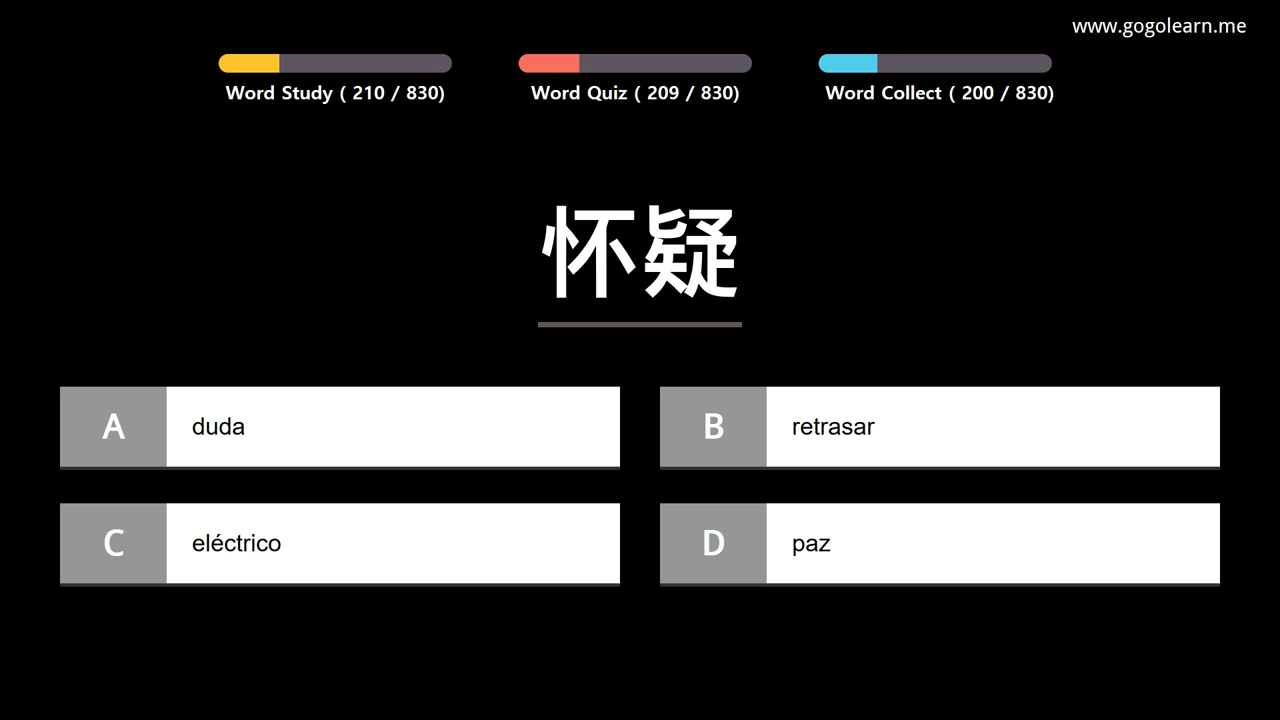 www.gogolearn.me
Word Study ( 210 / 830)
Word Quiz ( 209 / 830)
Word Collect ( 200 / 830)
怀疑
A duda
B retrasar
C eléctrico
D paz